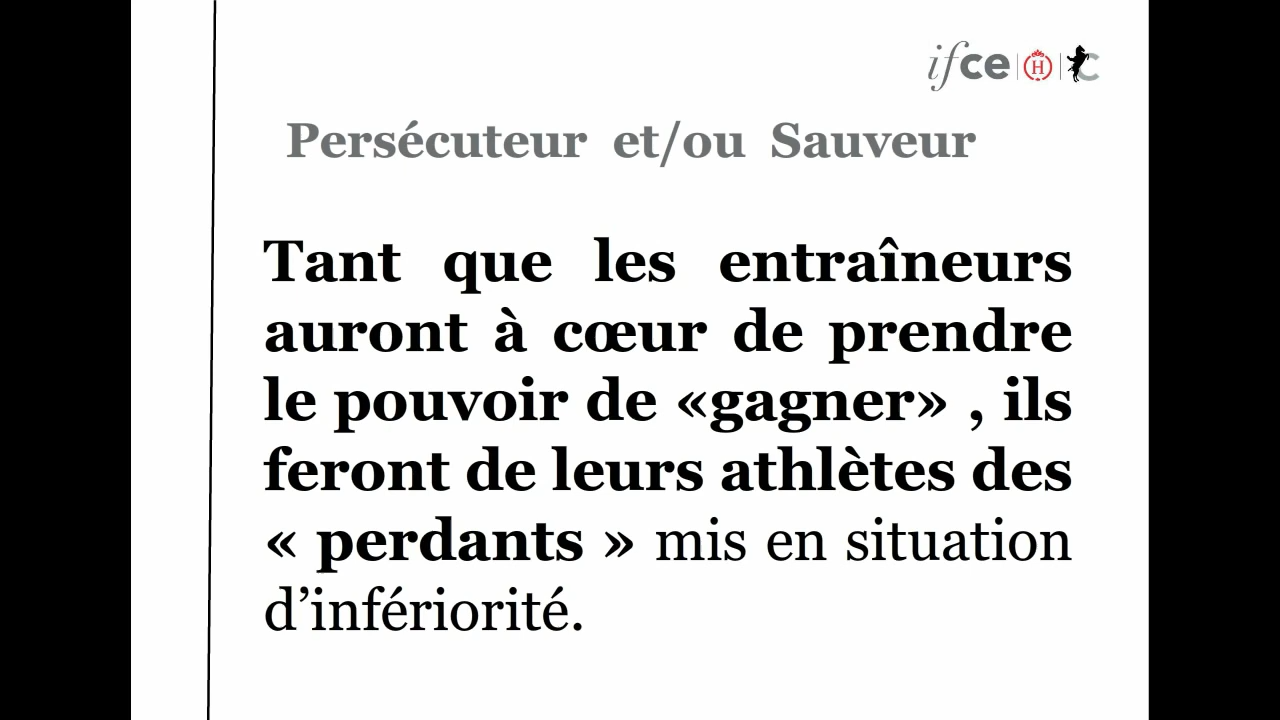 ifce H C
Persécuteur et/ou Sauveur
Tant que les entraîneurs
auront à cœur de prendre
le pouvoir de «gagner» , ils
feront de leurs athlètes des
« perdants » mis en situation
d’infériorité.